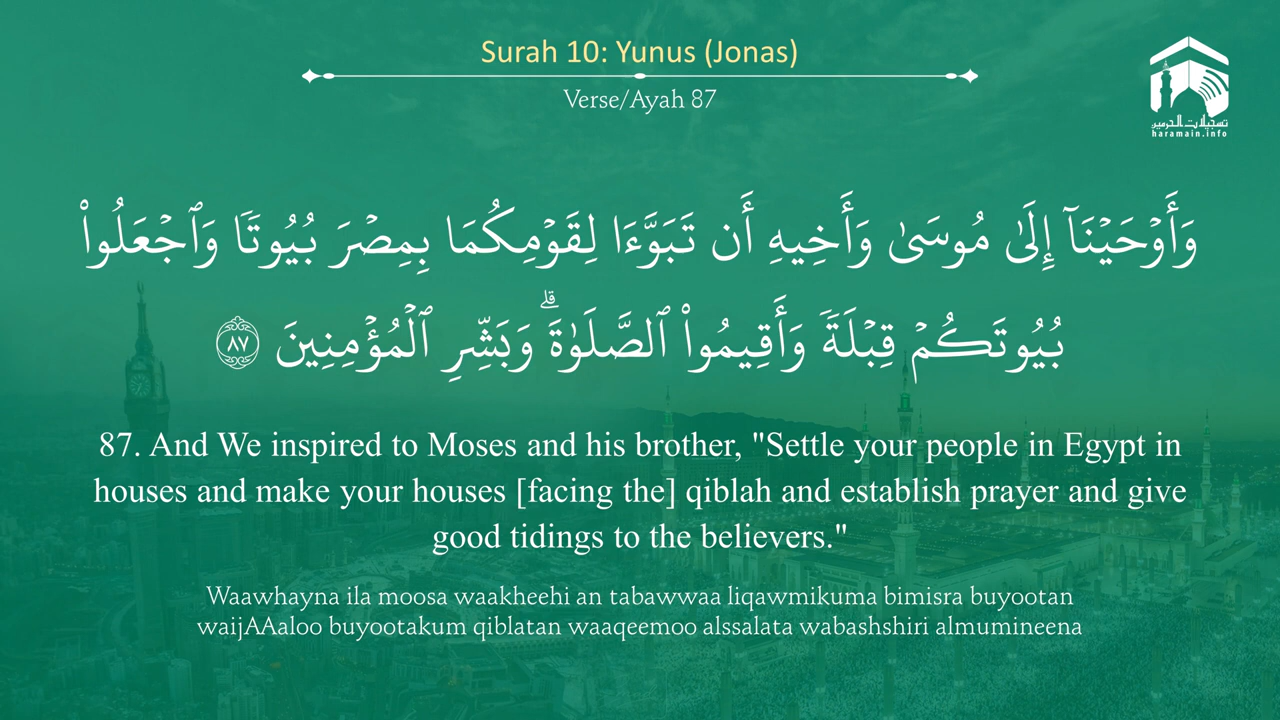 Surah 10: Yunus (Jonas)
Verse/Ayah 87
تسجيلات الحرمين
haramain.info
وَأَوْحَيْنَآ إِلَىٰ مُوسَىٰ وَأَخِيهِ أَن تَبَوَّءَا لِقَوْمِكُمَا بِمِصْرَ بُيُوتًا وَٱجْعَلُوا۟
بُيُوتَكُمْ قِبْلَةً وَأَقِيمُوا۟ ٱلصَّلَوٰةَ ۗ وَبَشِّرِ ٱلْمُؤْمِنِينَ ٨٧
87. And We inspired to Moses and his brother, "Settle your people in Egypt in
houses and make your houses [facing the] qiblah and establish prayer and give
good tidings to the believers."
Waawhayna ila moosa waakheehi an tabawwaa liqawmikuma bimisra buyootan
waijAAaloo buyootakum qiblatan waaqeemoo alssalata wabashshiri almumineena